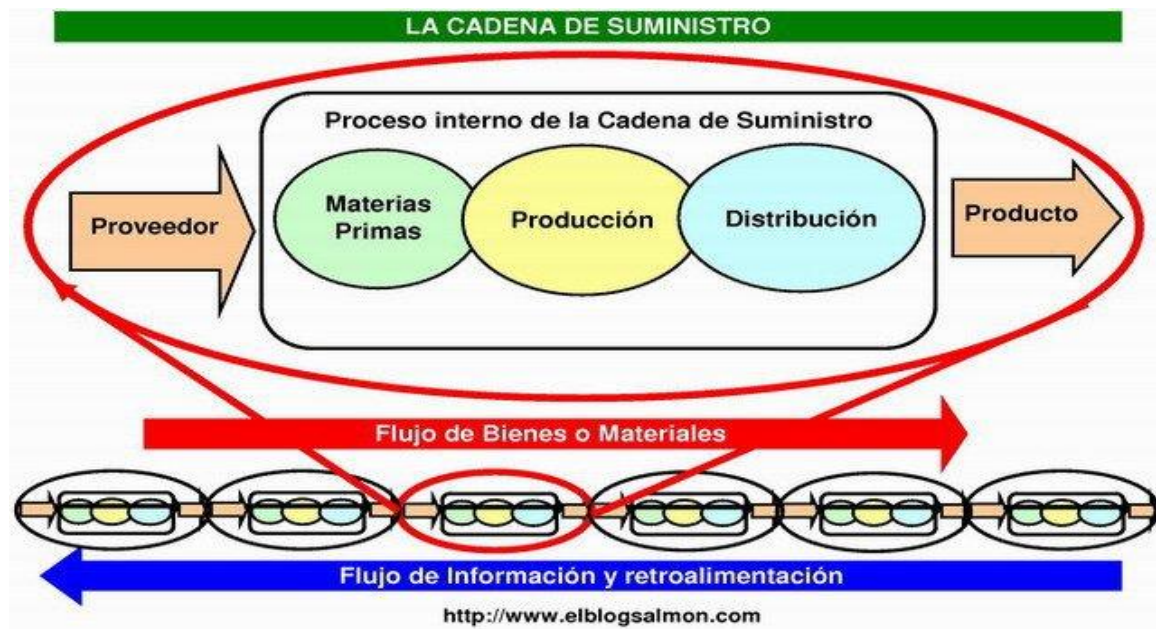 LA CADENA DE SUMINISTRO
Proceso interno de la Cadena de Suministro
Proveedor
Materias
Primas
Producción
Distribución
Producto
Flujo de Bienes o Materiales
Flujo de Información y retroalimentación
http://www.elblogsalmon.com